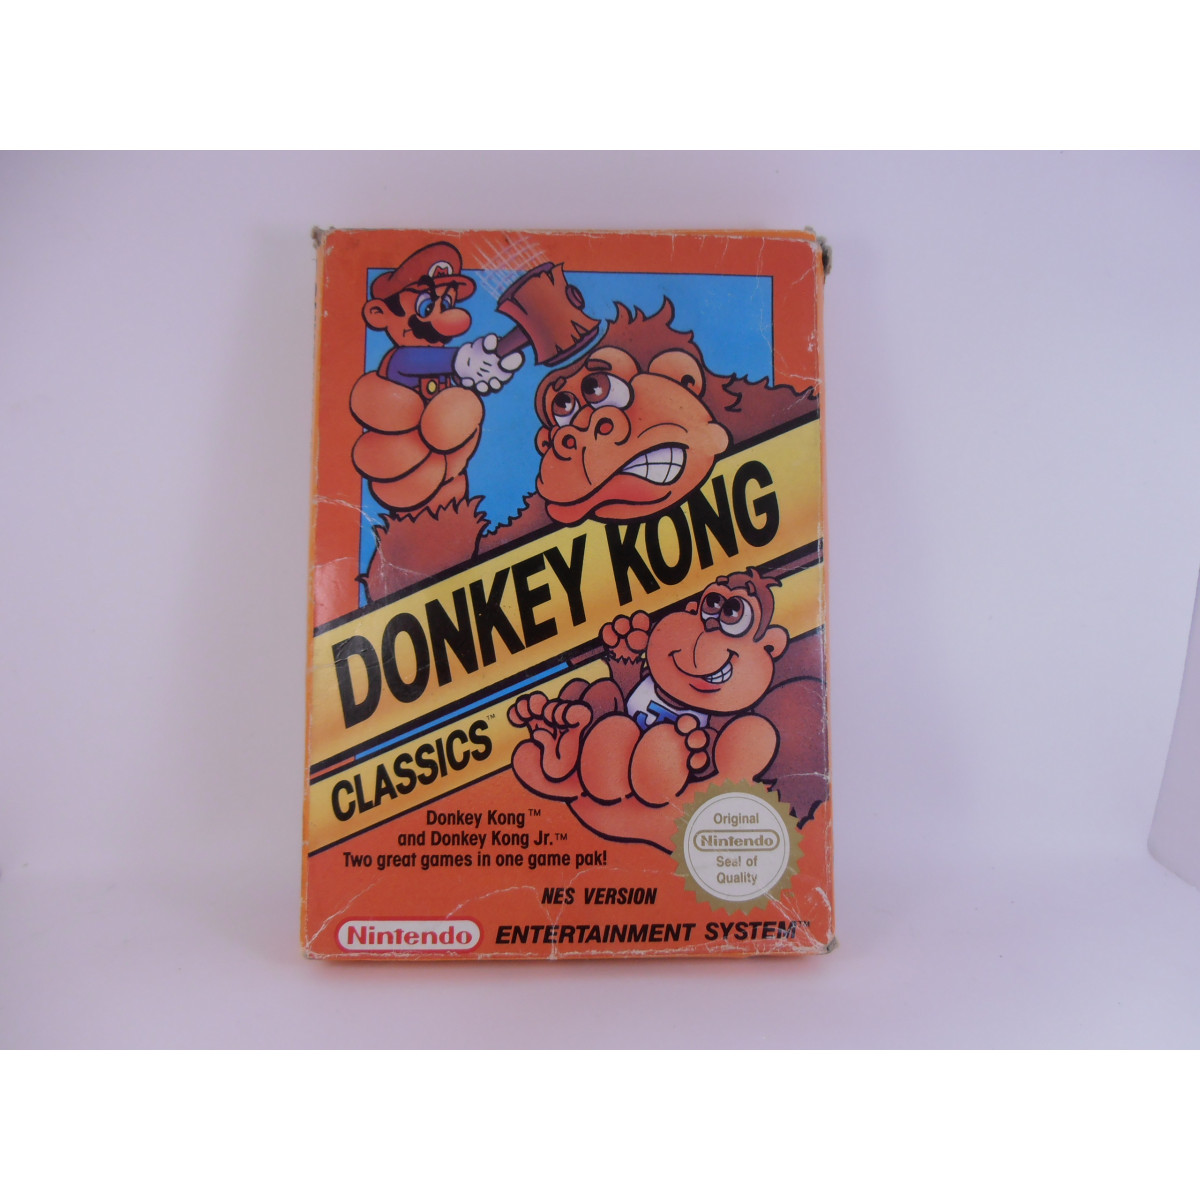 M
DONKEY KONG
CLASSICS™
Donkey Kong™
and Donkey Kong Jr.™
Two great games in one game pak!
NES VERSION
Nintendo ENTERTAINMENT SYSTEM™
Original
Nintendo
Seal of
Quality